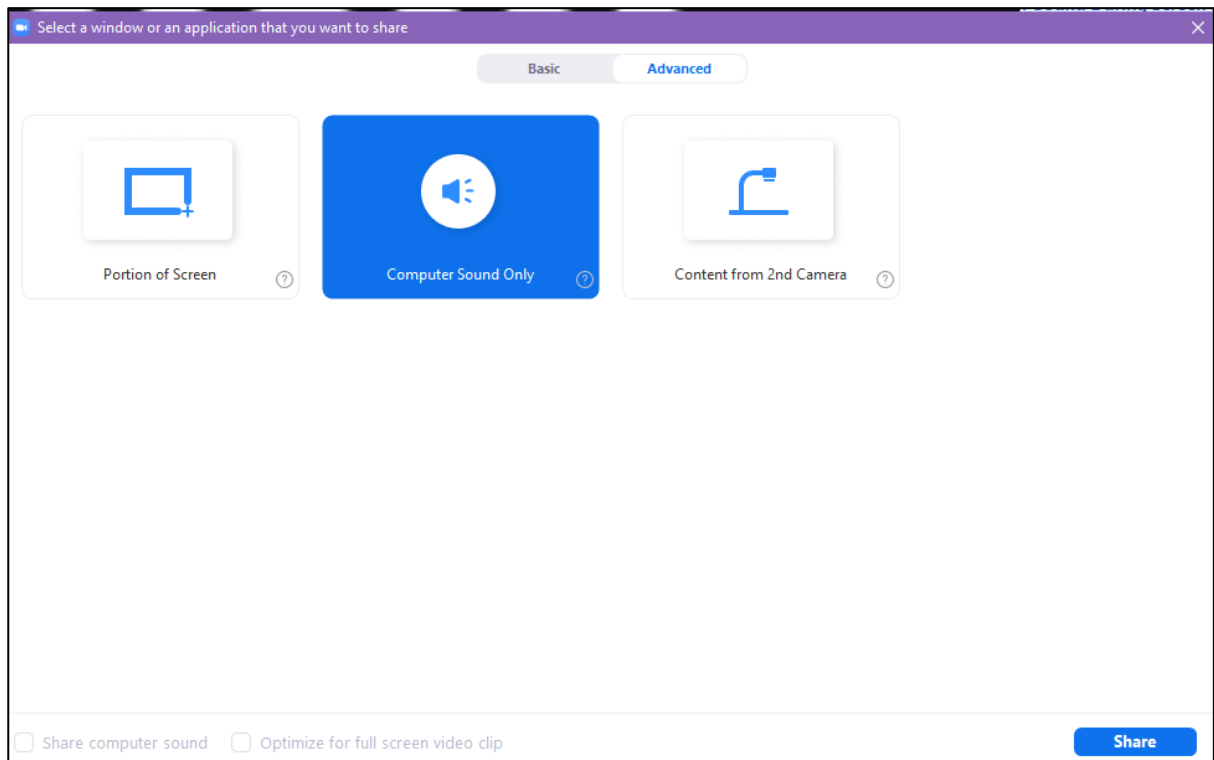 Select a window or an application that you want to share
Basic Advanced
Portion of Screen
Computer Sound Only
Content from 2nd Camera
Share computer sound
Optimize for full screen video clip
Share